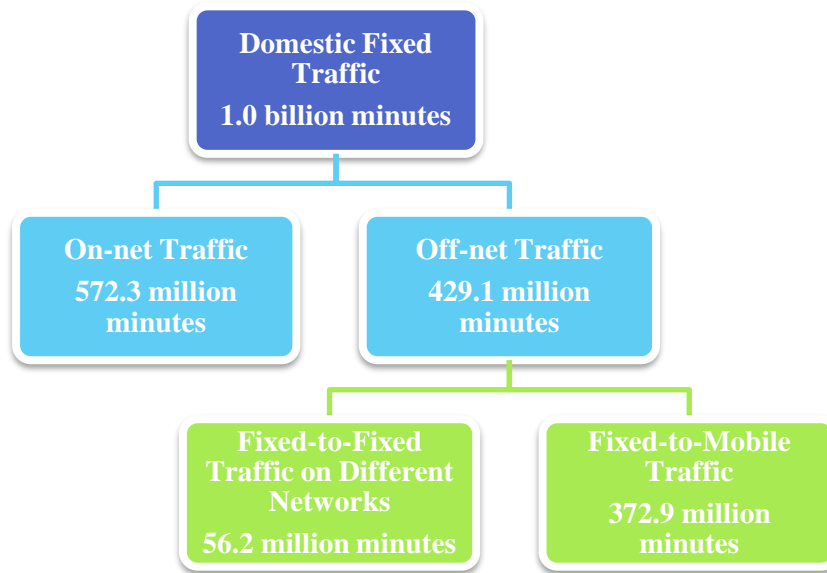 Domestic Fixed
Traffic
1.0 billion minutes
On-net Traffic
572.3 million
minutes
Off-net Traffic
429.1 million
minutes
Fixed-to-Fixed
Traffic on Different
Networks
56.2 million minutes
Fixed-to-Mobile
Traffic
372.9 million
minutes